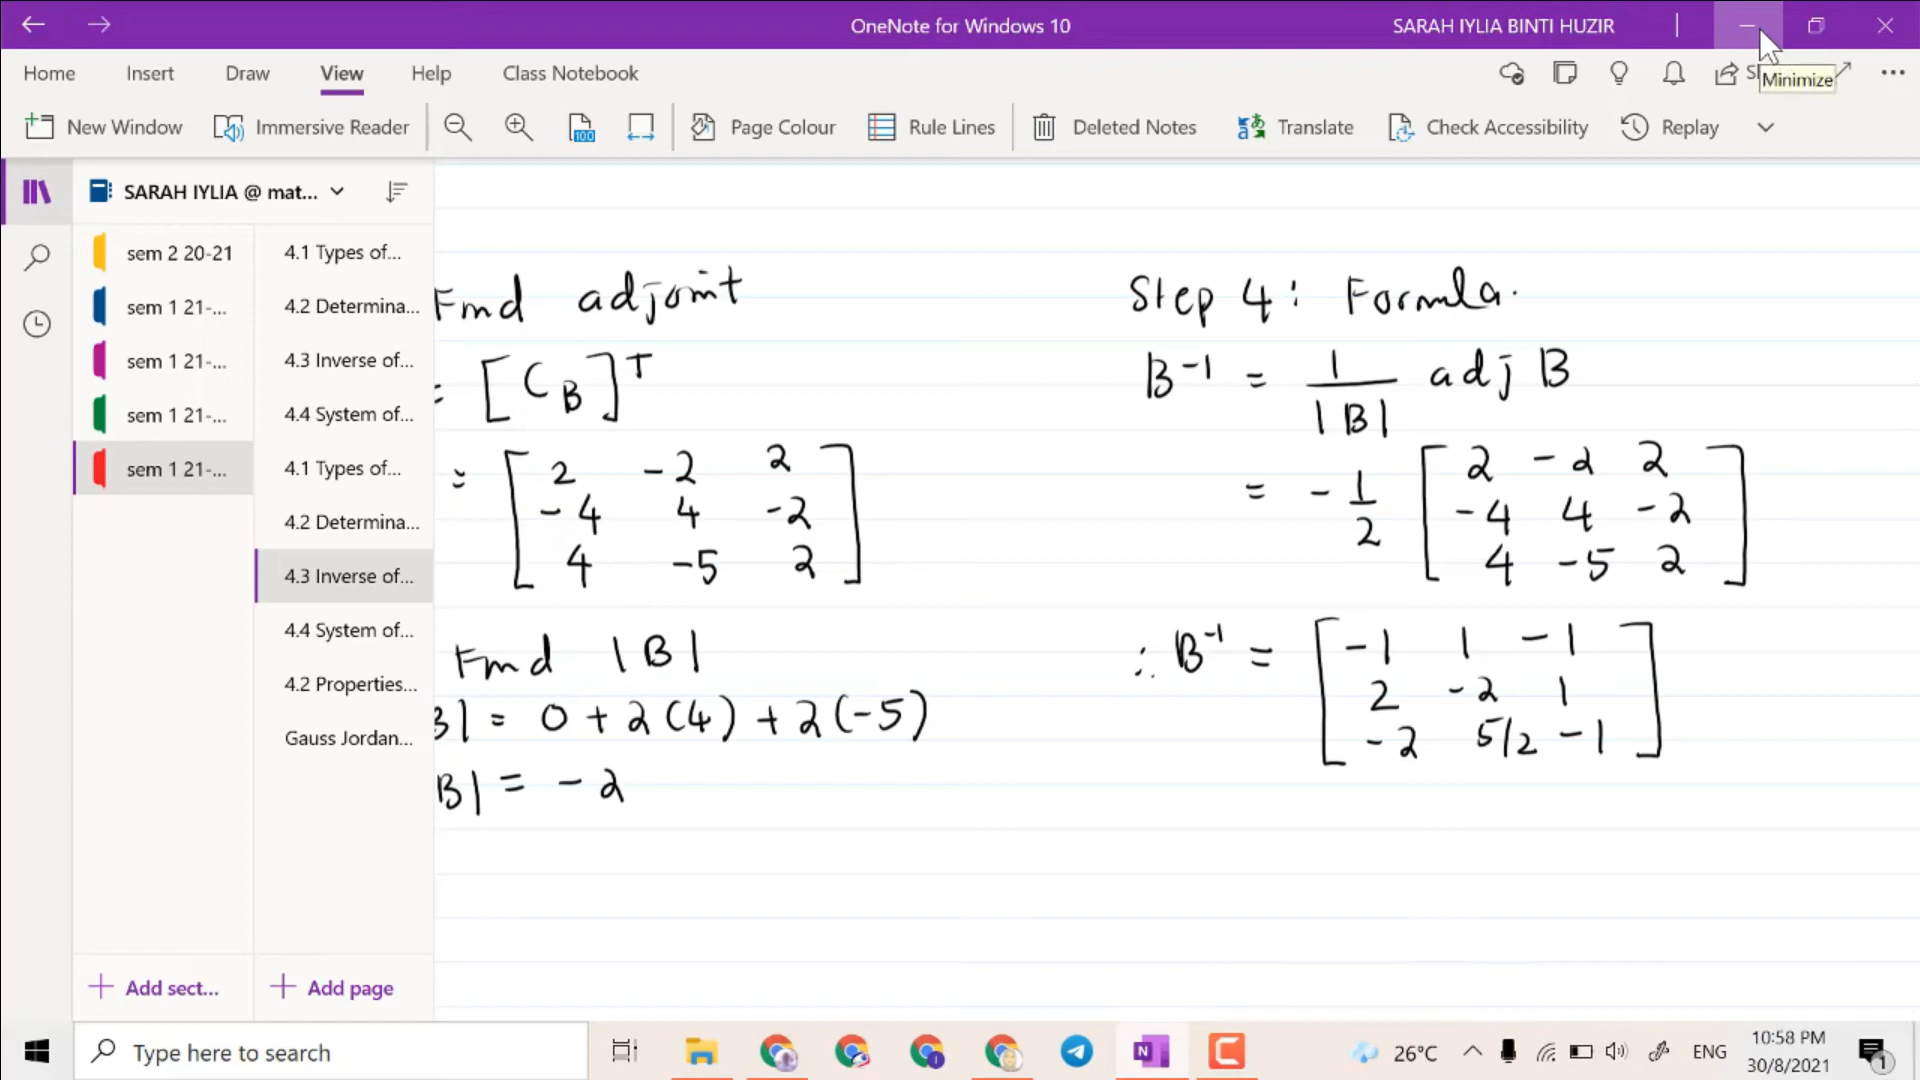 OneNote for Windows 10
SARAH IYLIA BINTI HUZIR
Home Insert Draw View Help Class Notebook
Minimize
New Window Immersive Reader 100 Page Colour Rule Lines Deleted Notes Translate Check Accessibility Replay
SARAH IYLIA @ mat...
sem 2 20-21
sem 1 21-...
sem 1 21-...
sem 1 21-...
sem 1 21-...
4.1 Types of...
4.2 Determina...
4.3 Inverse of...
4.4 System of...
4.1 Types of...
4.2 Determina...
4.3 Inverse of...
4.4 System of...
4.2 Properties...
Gauss Jordan...
Add sect...
Add page
Find adjoint
= [C_B]^T
= [2 -2 2
-4 4 -2
4 -5 2]
Find |B|
B| = 0 + 2(4) + 2(-5)
B| = -2
Step 4: Formula.
B^-1 = 1/|B| adj B
= -1/2 [2 -2 2
-4 4 -2
4 -5 2]
∴ B^-1 = [-1 1 -1
2 -2 1
-2 5/2 -1]
Type here to search
26°C
ENG
10:58 PM
30/8/2021
1